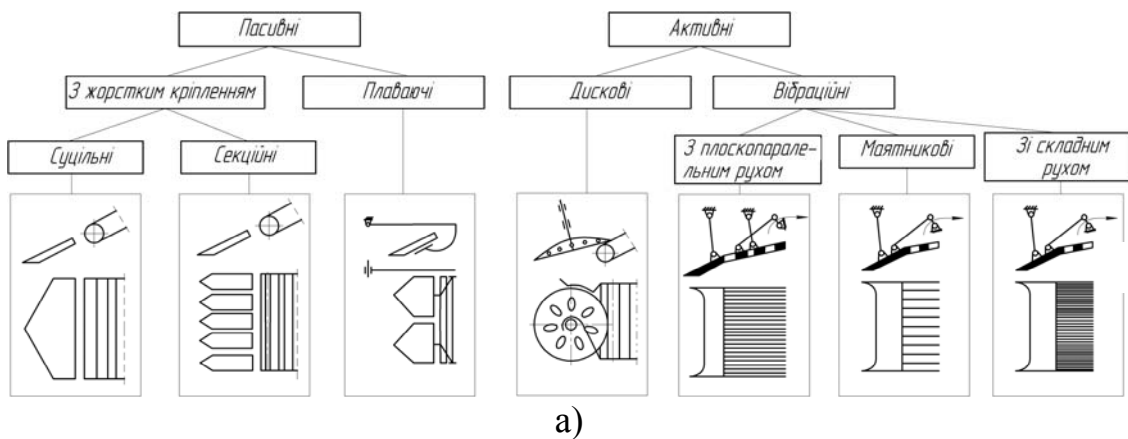 Пасивні
Активні
З жорстким кріпленням
Плаваючі
Дискові
Вібраційні
Суцільні
Секційні
З плоскопарале-
льним рухом
Маятникові
Зі складним
рухом
а)